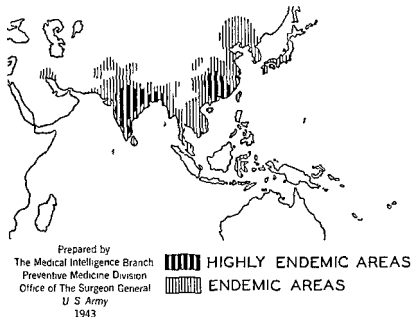 Prepared by
The Medical Intelligence Branch
Preventive Medicine Division
Office of The Surgeon General
U S Army
1943
HIGHLY ENDEMIC AREAS
ENDEMIC AREAS